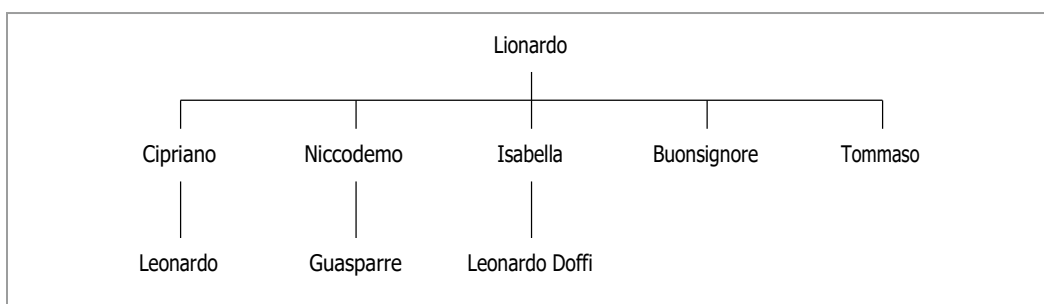 Lionardo
Cipriano Niccodemo Isabella Buonsignore Tommaso
Leonardo Guasparre Leonardo Doffi